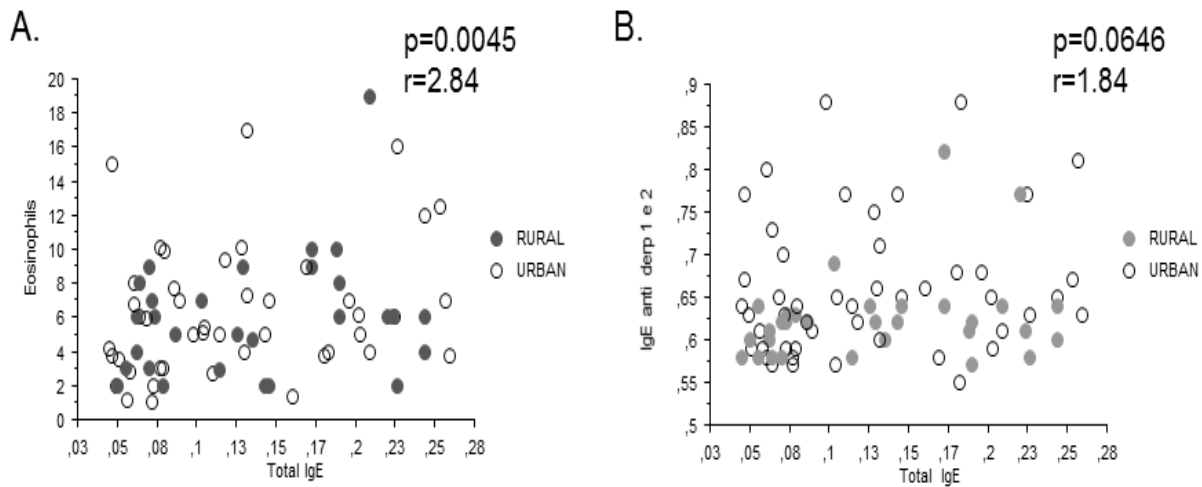 A.
p=0.0045
r=2.84
20
18
16
14
12
10
8
6
4
2
0
Eosinophils
,03 ,05 ,08 ,1 ,13 ,15 ,17 ,2 ,23 ,25 ,28
Total IgE
RURAL
URBAN
B.
p=0.0646
r=1.84
,9
,85
,8
,75
,7
,65
,6
,55
,5
IgE anti derp 1 e 2
,03 ,05 ,08 ,1 ,13 ,15 ,17 ,2 ,23 ,25 ,28
Total IgE
RURAL
URBAN